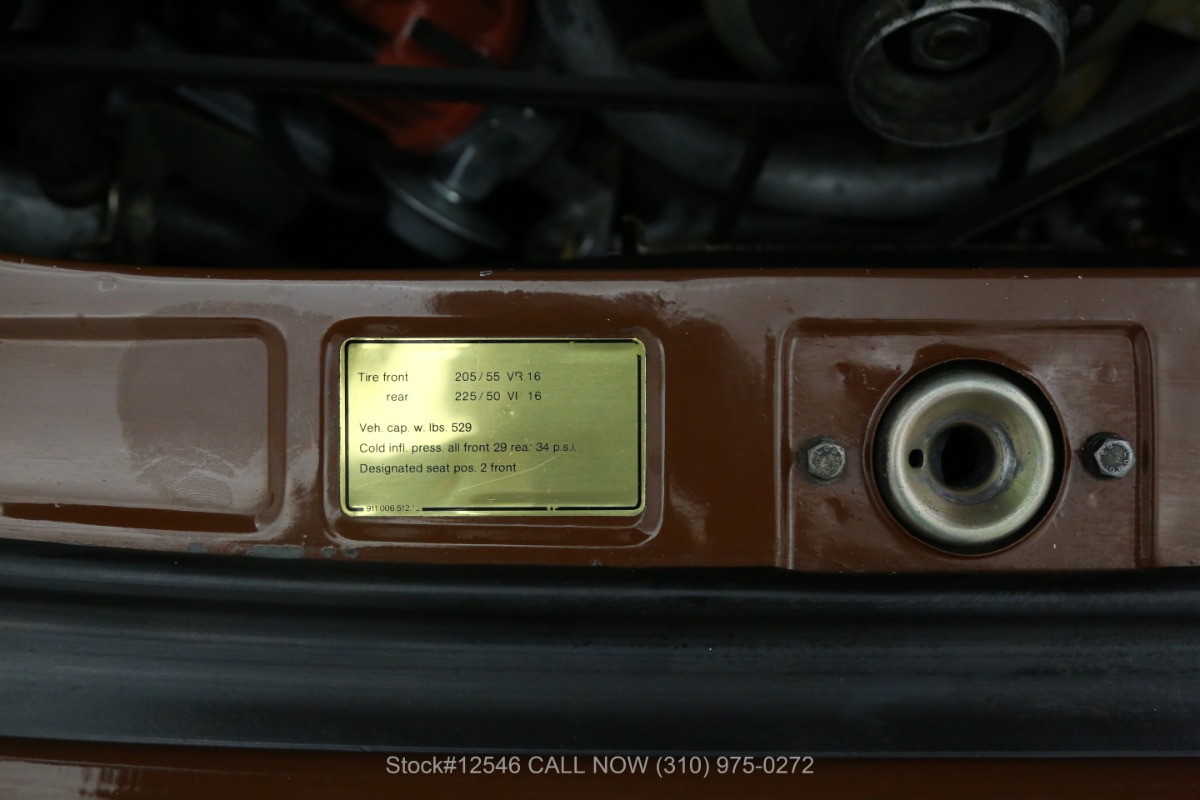 Tire front 205/55 VR 16
rear 225/50 16
Veh. cap. w. lbs. 529
Cold infl. press. all front 29 rear 34 p.s.i.
Designated seat pos. 2 front
911.006.512.
Stock#12546 CALL NOW (310) 975-0272